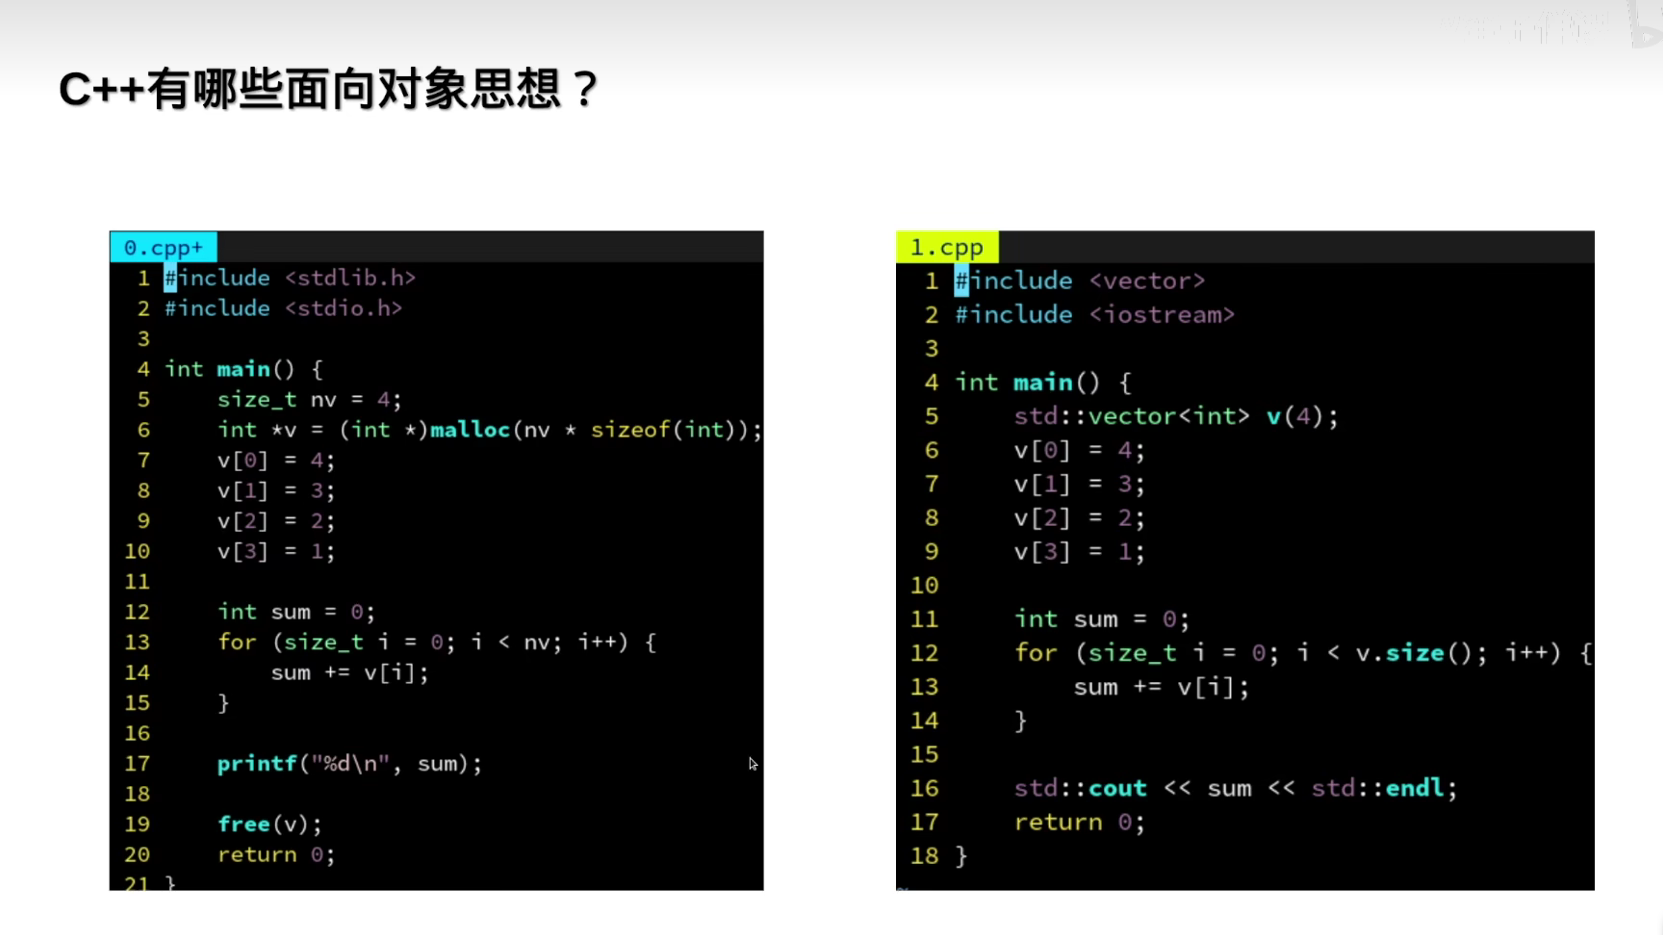 C++有哪些面向对象思想？
0.cpp+
1 #include <stdlib.h>
2 #include <stdio.h>
3
4 int main() {
5     size_t nv = 4;
6     int *v = (int *)malloc(nv * sizeof(int));
7     v[0] = 4;
8     v[1] = 3;
9     v[2] = 2;
10     v[3] = 1;
11
12     int sum = 0;
13     for (size_t i = 0; i < nv; i++) {
14         sum += v[i];
15     }
16
17     printf("%d\n", sum);
18
19     free(v);
20     return 0;
21 }
1.cpp
1 #include <vector>
2 #include <iostream>
3
4 int main() {
5     std::vector<int> v(4);
6     v[0] = 4;
7     v[1] = 3;
8     v[2] = 2;
9     v[3] = 1;
10
11     int sum = 0;
12     for (size_t i = 0; i < v.size(); i++) {
13         sum += v[i];
14     }
15
16     std::cout << sum << std::endl;
17     return 0;
18 }